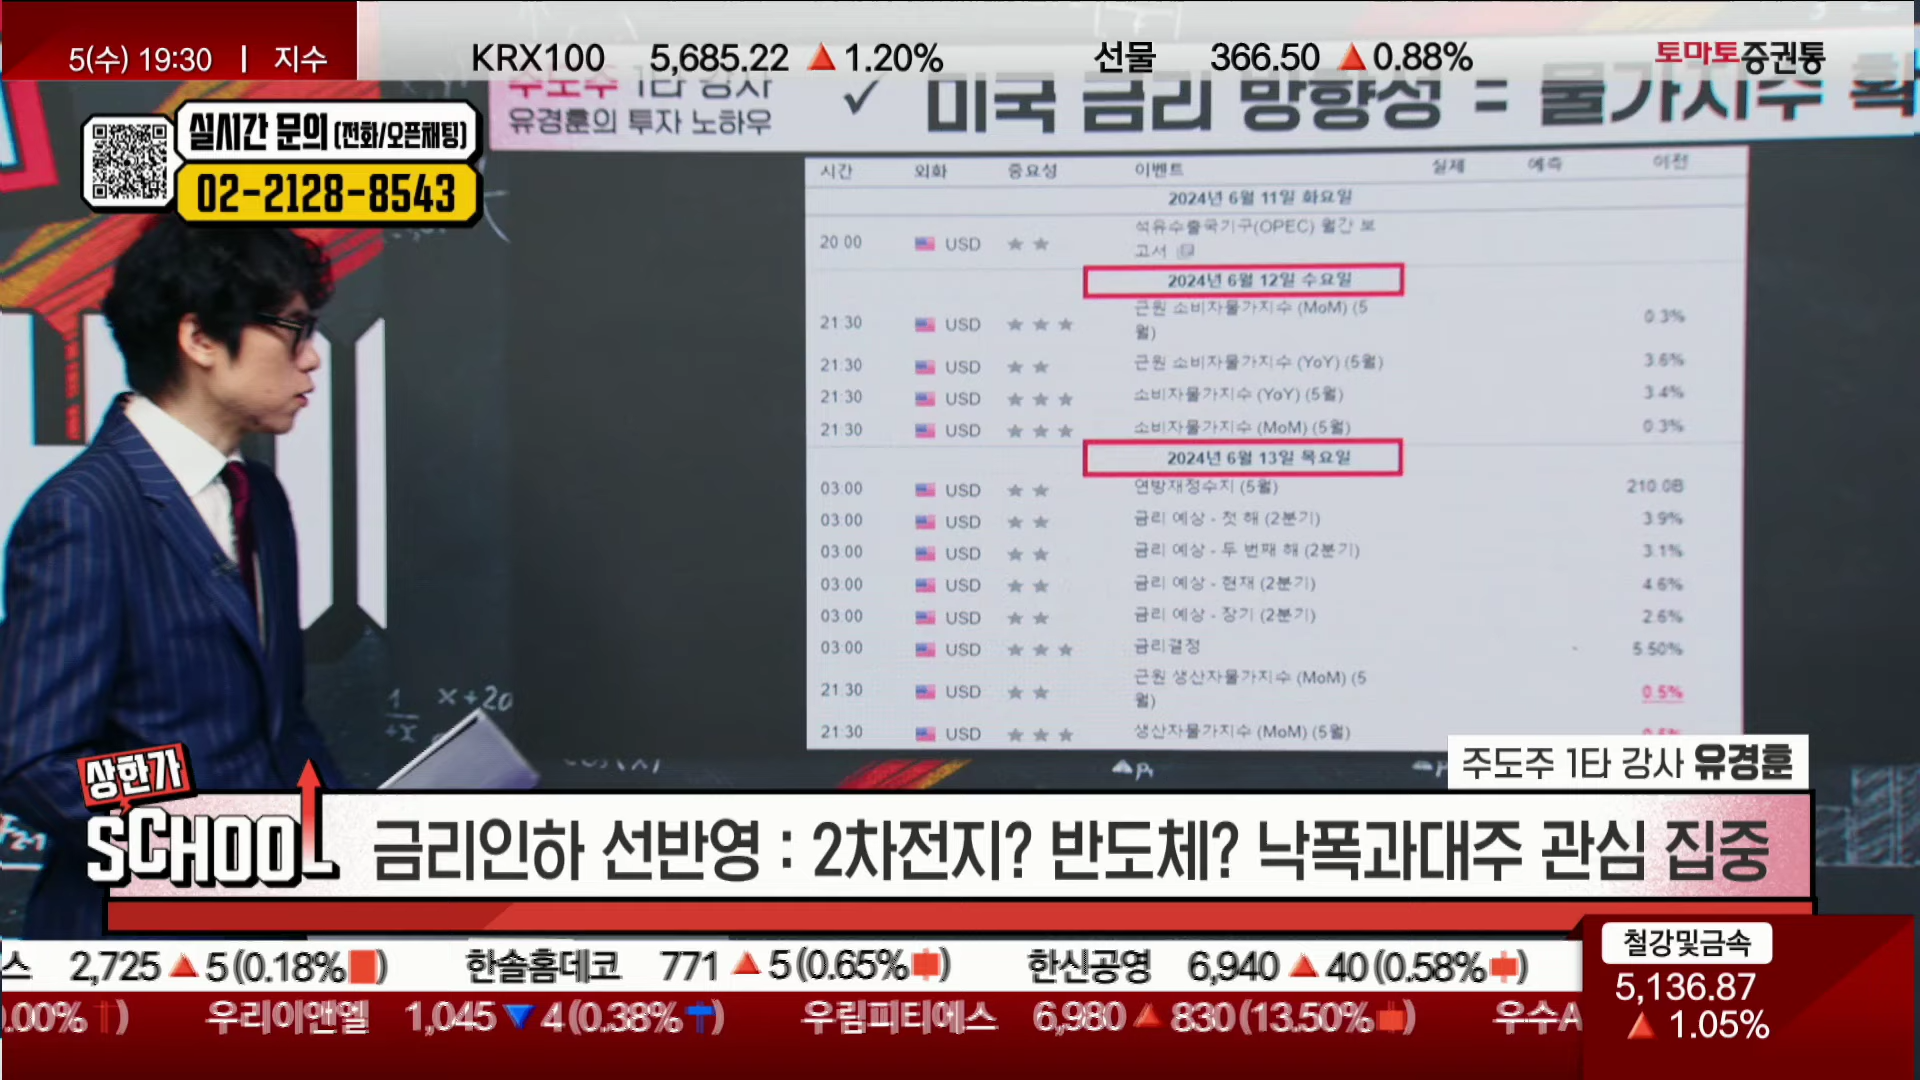 5(수) 19:30 | 지수
KRX100 5,685.22 ▲1.20% 선물 366.50 ▲0.88%
토마토증권통
실시간 문의 (전화/오픈채팅)
02-2128-8543
주도주 1타 강사
유경훈의 투자 노하우
✓ 미국 금리 방향성 = 물가지수 확
시간 외화 중요성 이벤트 실제 예측 이전
2024년 6월 11일 화요일
20:00 USD ★★ 석유수출국기구(OPEC) 월간 보
고서
2024년 6월 12일 수요일
21:30 USD ★★★ 근원 소비자물가지수 (MoM) (5
월) 0.3%
21:30 USD ★★ 근원 소비자물가지수 (YoY) (5월) 3.6%
21:30 USD ★★★ 소비자물가지수 (YoY) (5월) 3.4%
21:30 USD ★★★ 소비자물가지수 (MoM) (5월) 0.3%
2024년 6월 13일 목요일
03:00 USD ★★ 연방재정수지 (5월) 210.0B
03:00 USD ★★ 금리 예상 - 첫 해 (2분기) 3.9%
03:00 USD ★★ 금리 예상 - 두 번째 해 (2분기) 3.1%
03:00 USD ★★ 금리 예상 - 현재 (2분기) 4.6%
03:00 USD ★★ 금리 예상 - 장기 (2분기) 2.6%
03:00 USD ★★★ 금리결정 - 5.50%
21:30 USD ★★ 근원 생산자물가지수 (MoM) (5
월) 0.5%
21:30 USD ★★★ 생산자물가지수 (MoM) (5월)
x+20
주도주 1타 강사 유경훈
상한가
SCHOOL
금리인하 선반영 : 2차전지? 반도체? 낙폭과대주 관심 집중
스 2,725 ▲5(0.18%) 한솔홈데코 771 ▲5(0.65%) 한신공영 6,940 ▲40(0.58%)
0.00% ) 우리이앤엘 1,045 ▼4(0.38%) 우림피티에스 6,980 ▲830(13.50%) 우수A
철강및금속
5,136.87
▲1.05%